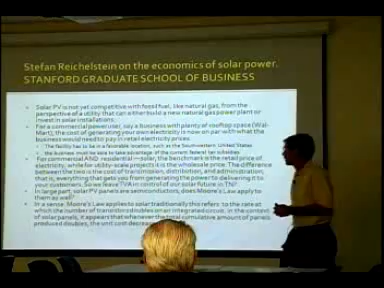 Stefan Reichelstein on the economics of solar power.
STANFORD GRADUATE SCHOOL OF BUSINESS
Solar PV is not yet competitive with fossil fuel, like natural gas, from the
perspective of a utility that can either build a new natural gas power plant or
invest in solar installations.
For a commercial power user, say a business with plenty of rooftop space (Wal-
Mart), the cost of generating your own electricity is now on par with what the
business would need to pay in retail electricity prices.
The facility has to be in a favorable location, such as the Southwestern United States
the business must be able to take advantage of the current federal tax subsidies
For commercial AND residential solar, the benchmark is the retail price of
electricity, while for utility-scale projects it is the wholesale price. The difference
between the two is the cost of transmission, distribution, and administration;
that is, everything that gets you from generating the power to delivering it to
your customers. So we leave TVA in control of our solar future in TN?
In large part, solar PV panels are semiconductors, does Moore's Law apply to
them as well?
In a sense. Moore's Law applies to solar traditionally this refers to the rate at
which the number of transistors doubles on an integrated circuit, in the context
of solar panels, it appears that whenever the total cumulative amount of panels
produced doubles, the unit cost decreases